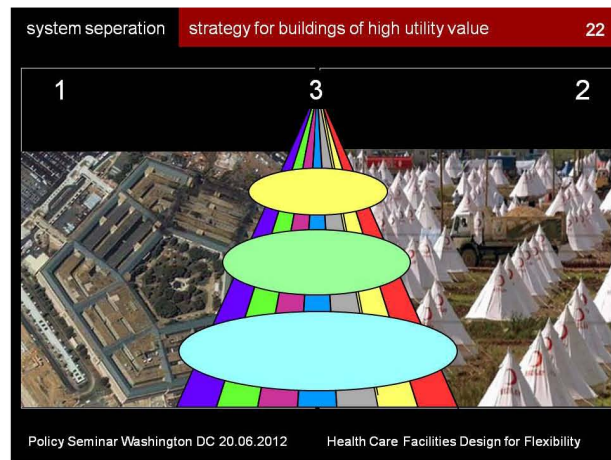 system seperation strategy for buildings of high utility value 22
1 3 2
Policy Seminar Washington DC 20.06.2012 Health Care Facilities Design for Flexibility